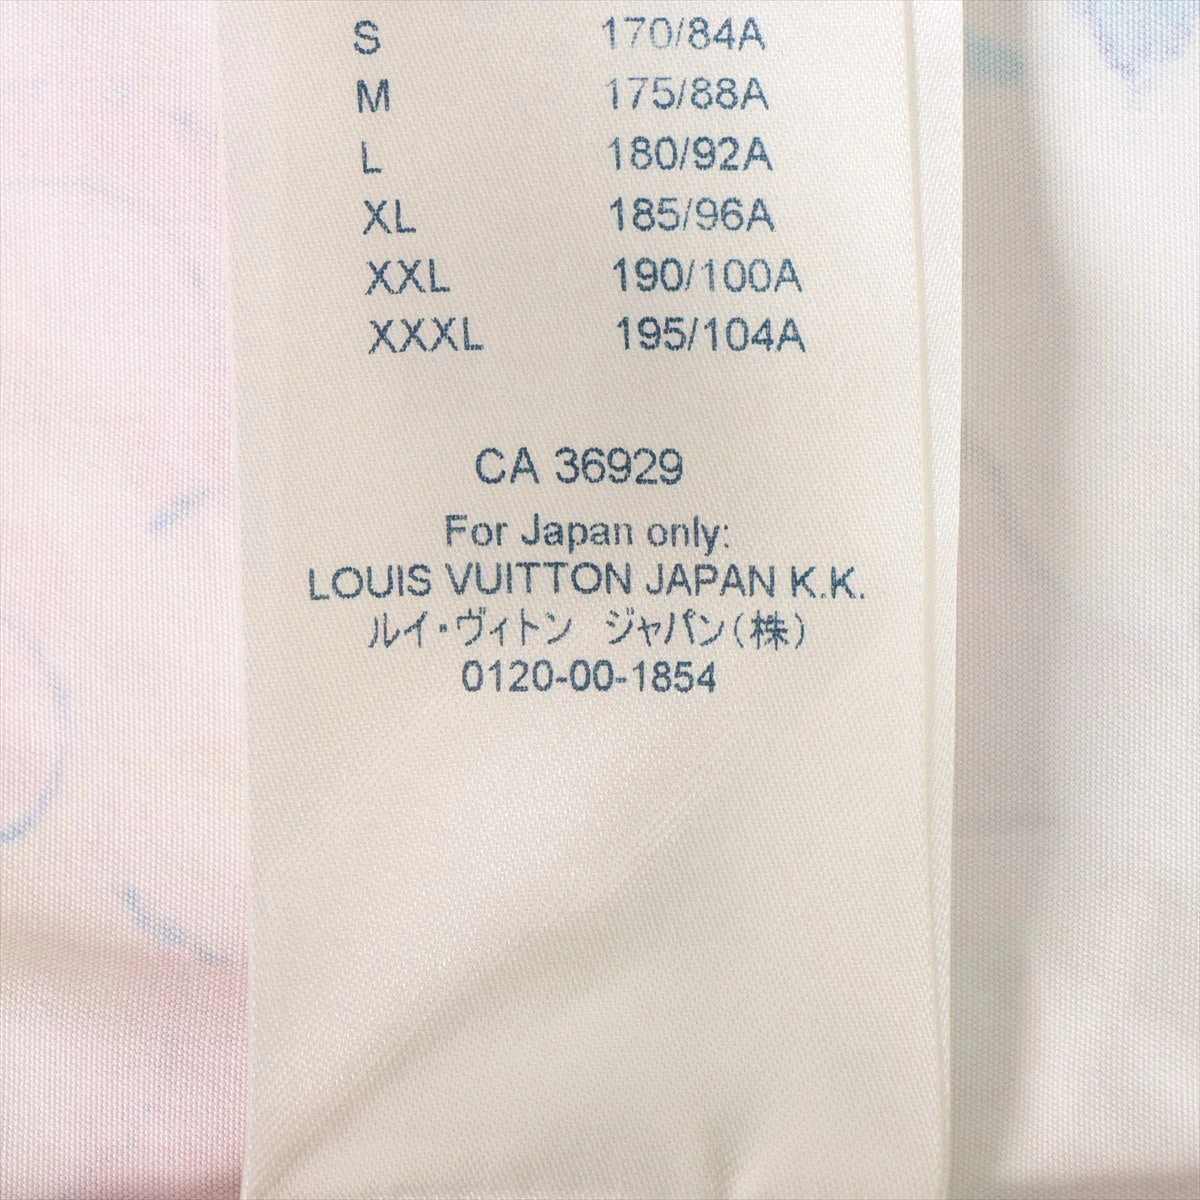 S 170/84A
M 175/88A
L 180/92A
XL 185/96A
XXL 190/100A
XXXL 195/104A
CA 36929
For Japan only:
LOUIS VUITTON JAPAN K.K.
ルイ・ヴィトン ジャパン(株)
0120-00-1854